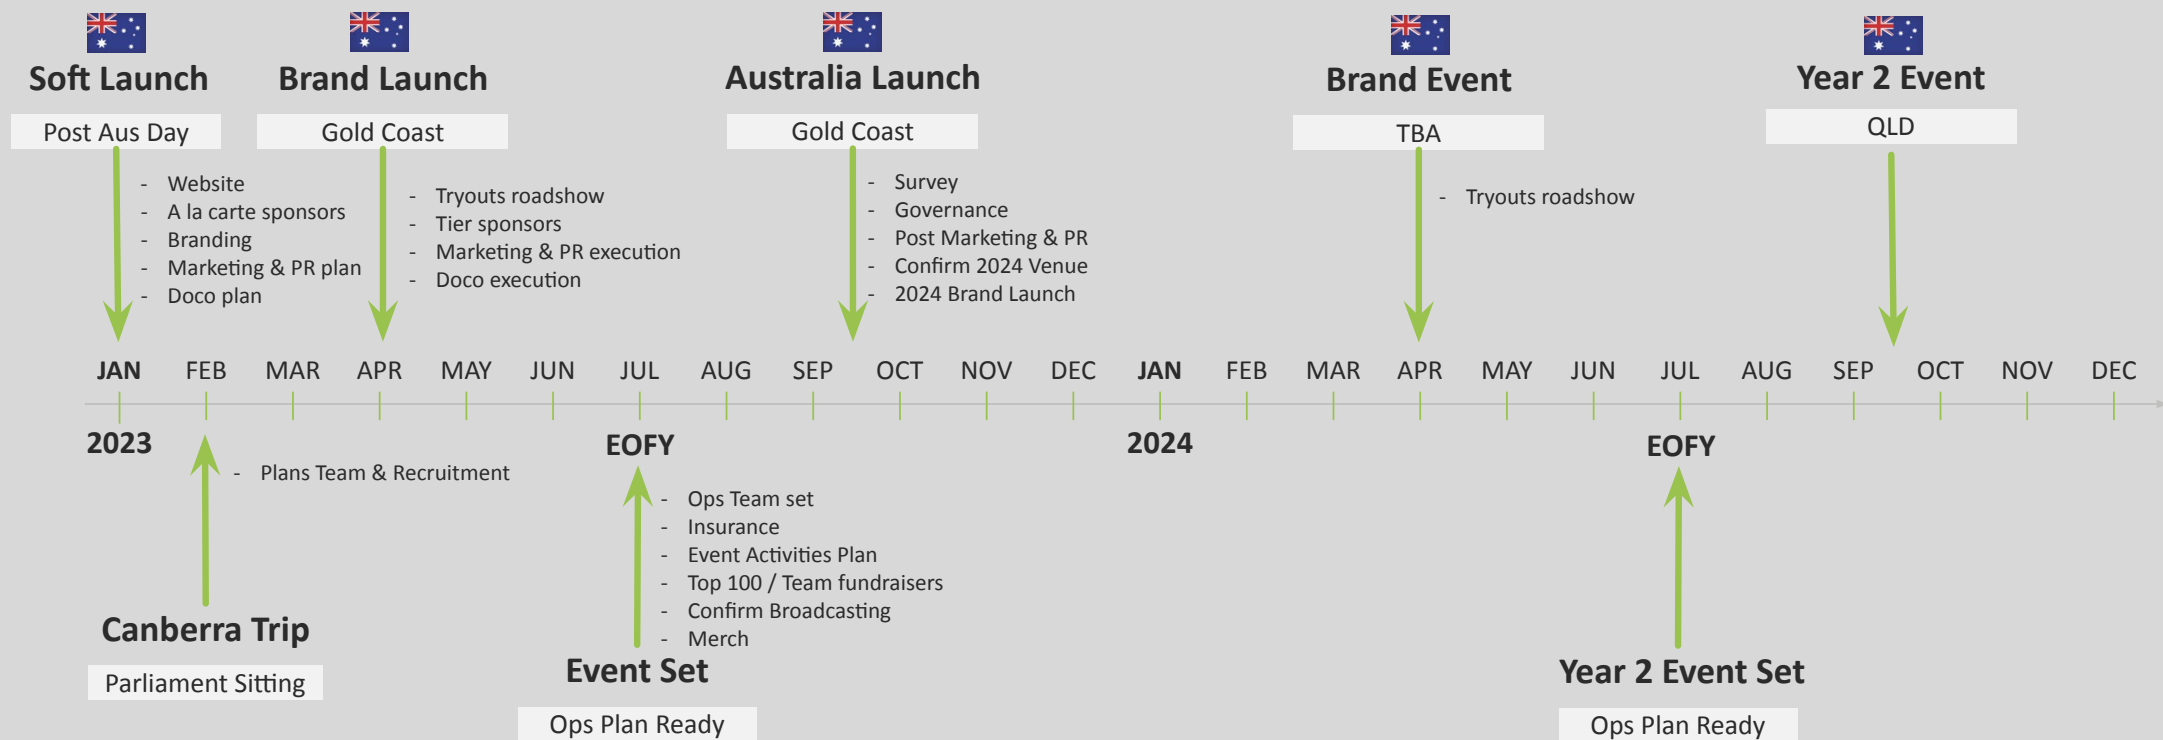 Soft Launch
Post Aus Day
- Website
- A la carte sponsors
- Branding
- Marketing & PR plan
- Doco plan
Brand Launch
Gold Coast
- Tryouts roadshow
- Tier sponsors
- Marketing & PR execution
- Doco execution
Australia Launch
Gold Coast
- Survey
- Governance
- Post Marketing & PR
- Confirm 2024 Venue
- 2024 Brand Launch
Brand Event
TBA
- Tryouts roadshow
Year 2 Event
QLD
JAN FEB MAR APR MAY JUN JUL AUG SEP OCT NOV DEC JAN FEB MAR APR MAY JUN JUL AUG SEP OCT NOV DEC
2023 EOFY 2024 EOFY
- Plans Team & Recruitment
Canberra Trip
Parliament Sitting
- Ops Team set
- Insurance
- Event Activities Plan
- Top 100 / Team fundraisers
- Confirm Broadcasting
- Merch
Event Set
Ops Plan Ready
Year 2 Event Set
Ops Plan Ready